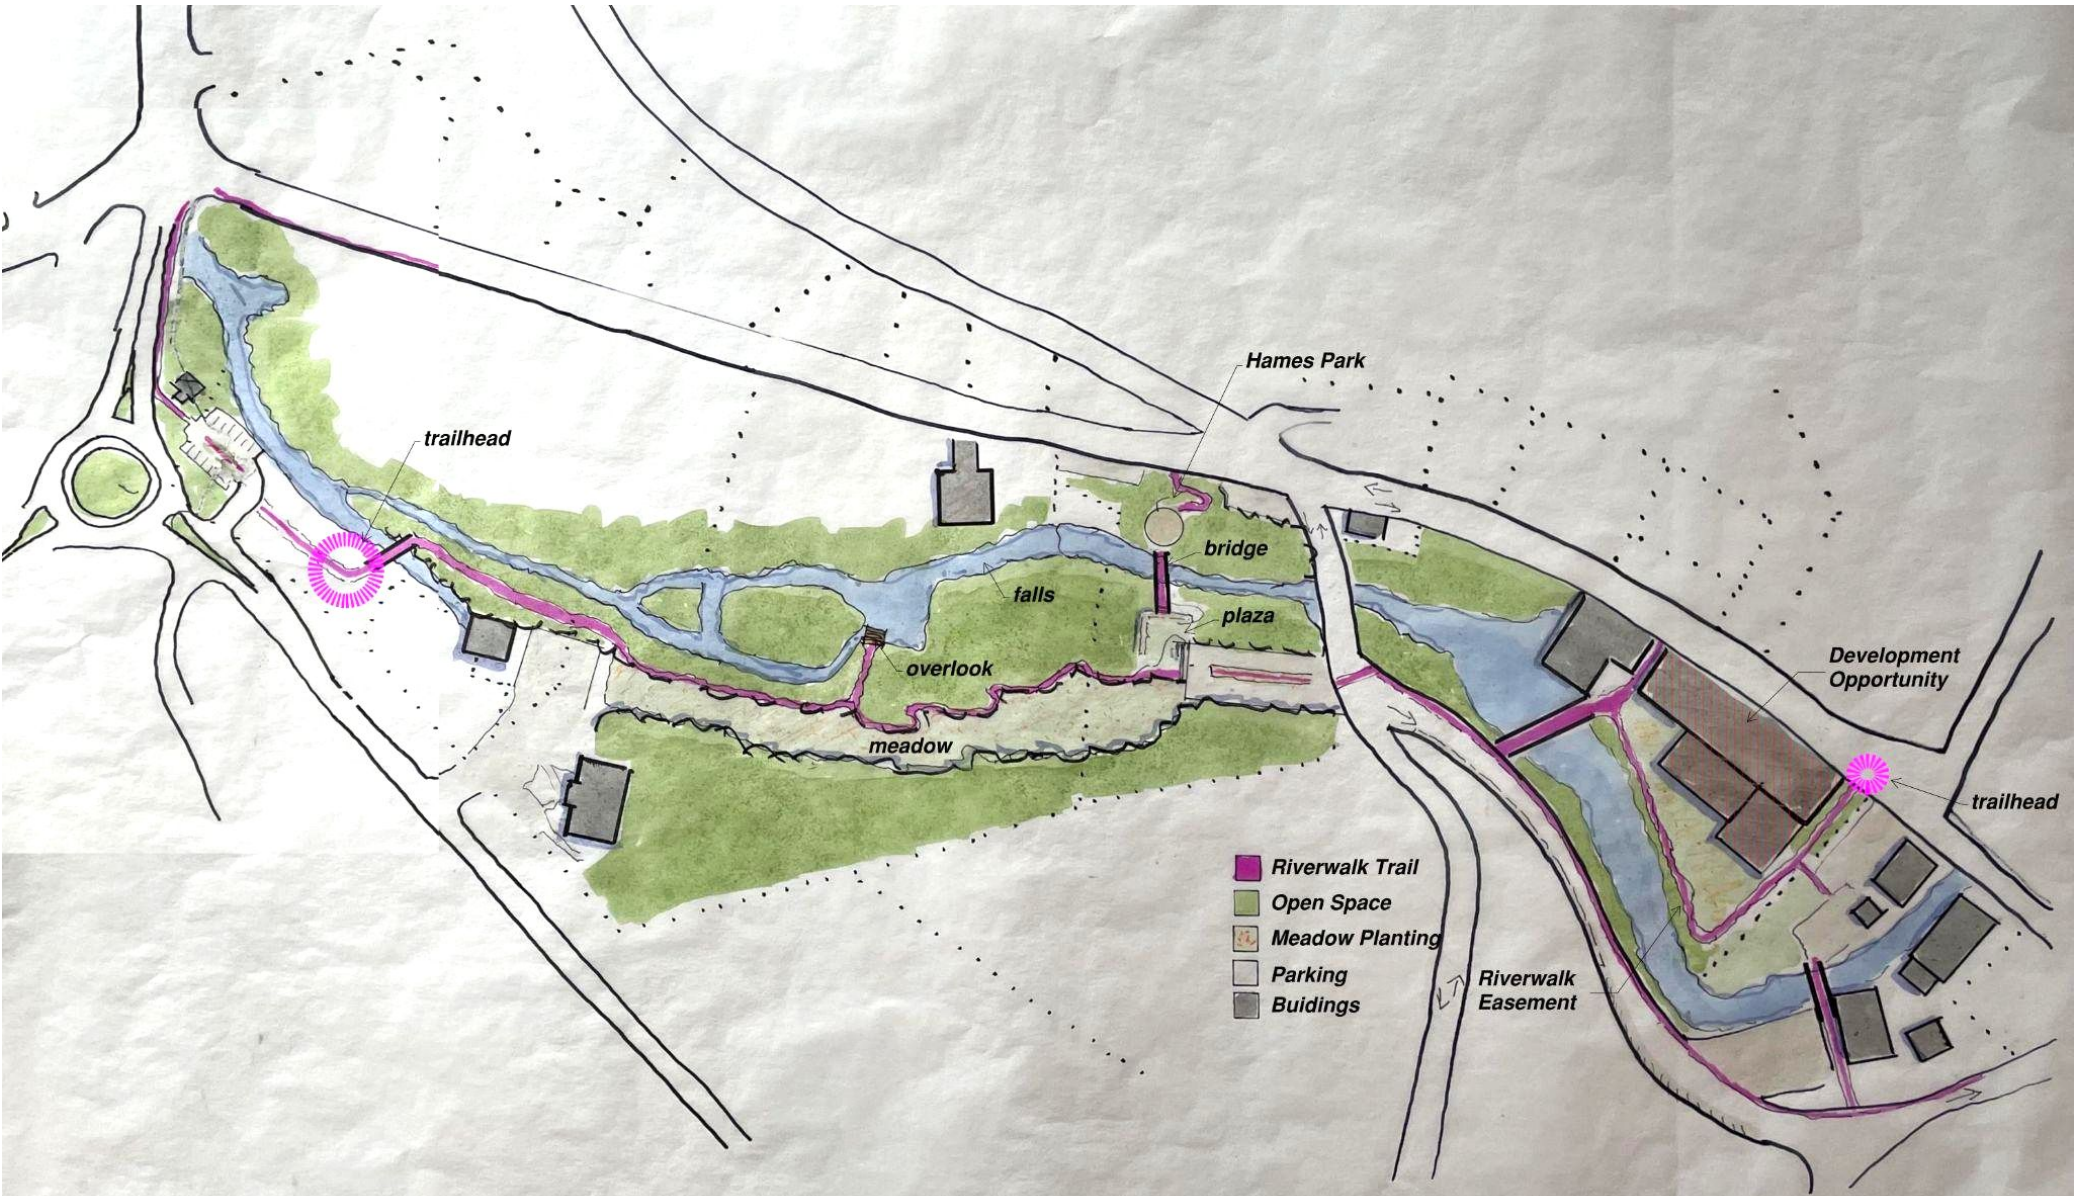 Hames Park
trailhead
bridge
falls
plaza
overlook
Development
Opportunity
meadow
trailhead
Riverwalk Trail
Open Space
Meadow Planting
Parking
Buidings
Riverwalk
Easement